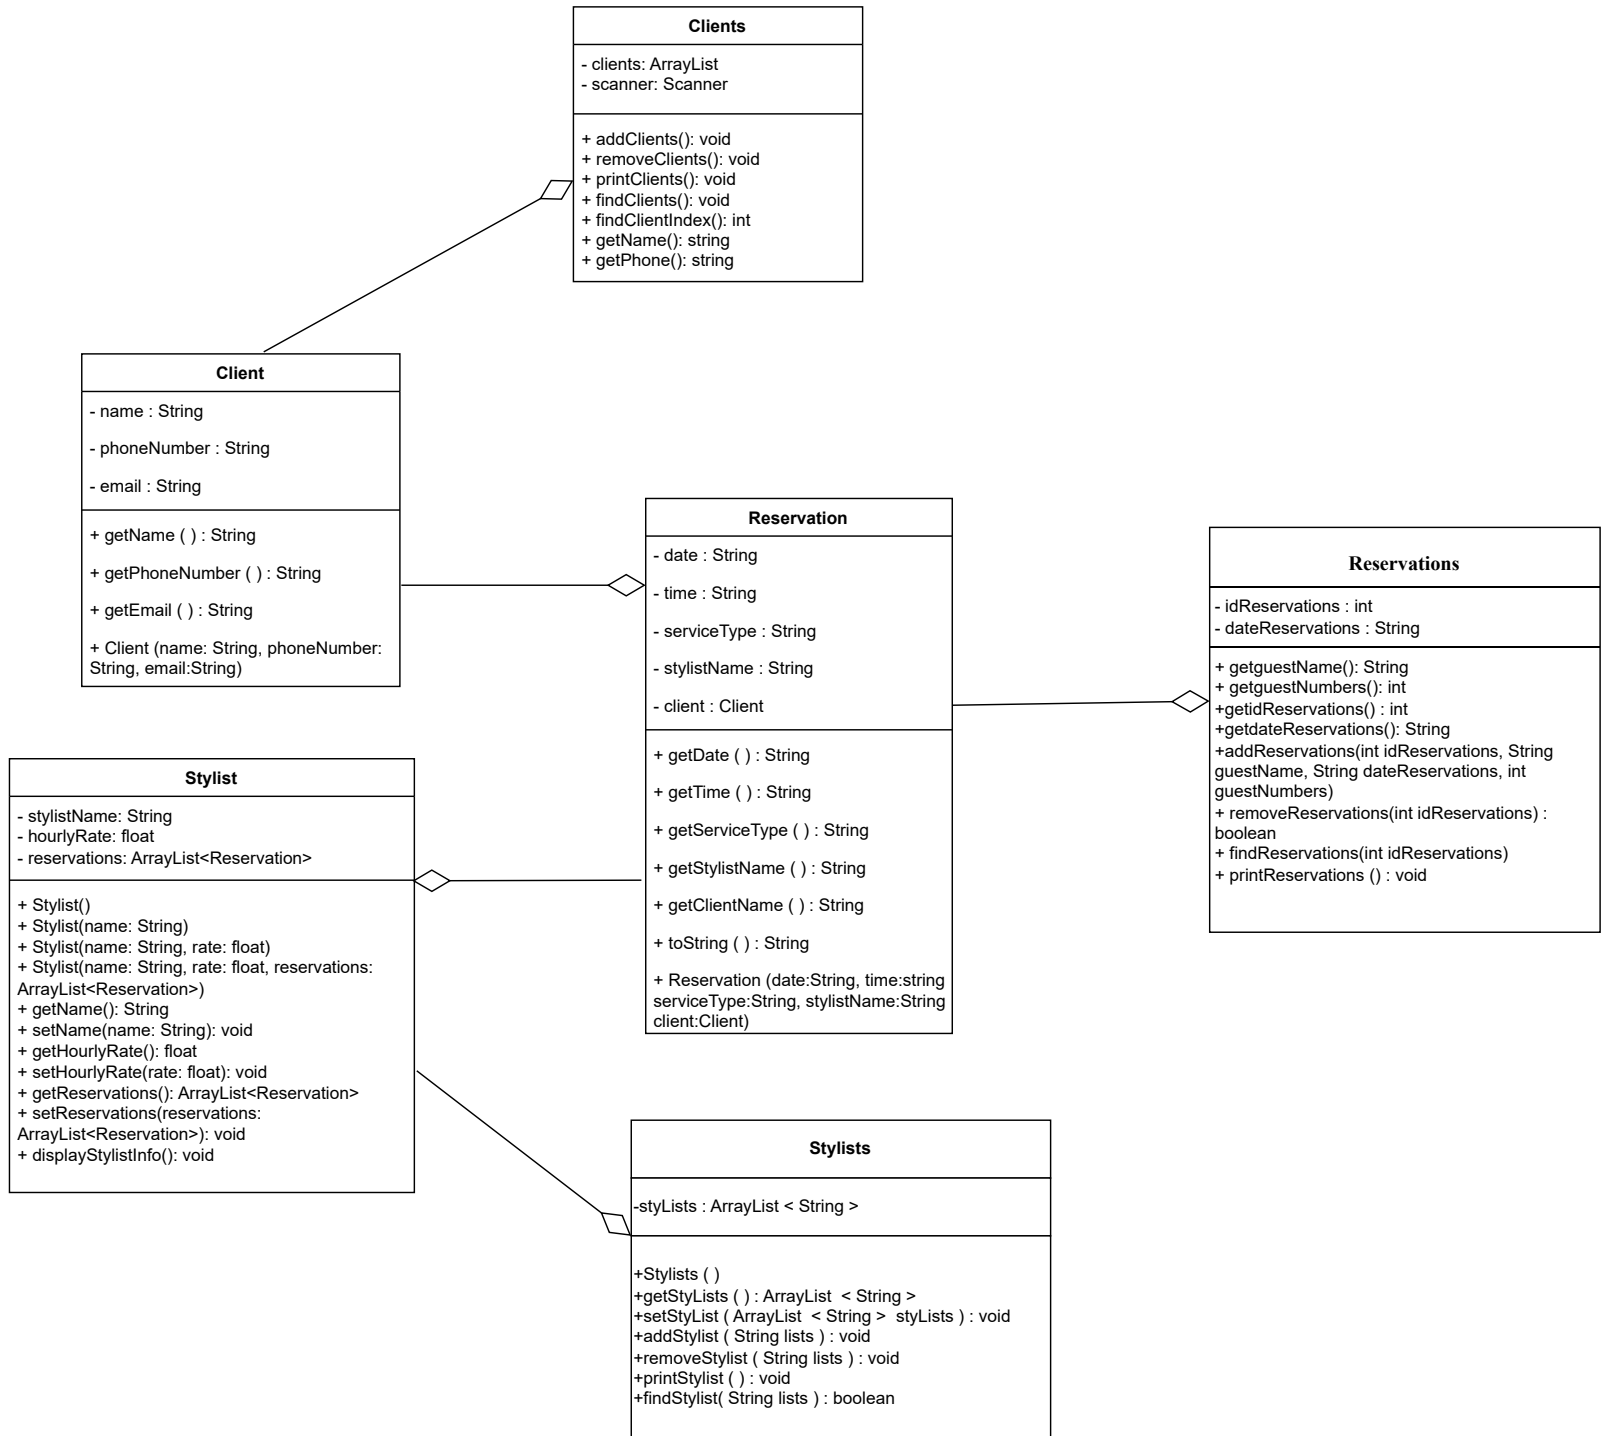 Clients
- clients: ArrayList
- scanner: Scanner
+ addClients(): void
+ removeClients(): void
+ printClients(): void
+ findClients(): void
+ findClientIndex(): int
+ getName(): string
+ getPhone(): string
Client
- name : String
- phoneNumber : String
- email : String
+ getName ( ) : String
+ getPhoneNumber ( ) : String
+ getEmail ( ) : String
+ Client (name: String, phoneNumber:
String, email:String)
Reservation
- date : String
- time : String
- serviceType : String
- stylistName : String
- client : Client
+ getDate ( ) : String
+ getTime ( ) : String
+ getServiceType ( ) : String
+ getStylistName ( ) : String
+ getClientName ( ) : String
+ toString ( ) : String
+ Reservation (date:String, time:string
serviceType:String, stylistName:String
client:Client)
Reservations
- idReservations : int
- dateReservations : String
+ getguestName(): String
+ getguestNumbers(): int
+getidReservations() : int
+getdateReservations(): String
+addReservations(int idReservations, String
guestName, String dateReservations, int
guestNumbers)
+ removeReservations(int idReservations) :
boolean
+ findReservations(int idReservations)
+ printReservations () : void
Stylist
- stylistName: String
- hourlyRate: float
- reservations: ArrayList<Reservation>
+ Stylist()
+ Stylist(name: String)
+ Stylist(name: String, rate: float)
+ Stylist(name: String, rate: float, reservations:
ArrayList<Reservation>)
+ getName(): String
+ setName(name: String): void
+ getHourlyRate(): float
+ setHourlyRate(rate: float): void
+ getReservations(): ArrayList<Reservation>
+ setReservations(reservations:
ArrayList<Reservation>): void
+ displayStylistInfo(): void
Stylists
-styLists : ArrayList < String >
+Stylists ( )
+getStyLists ( ) : ArrayList < String >
+setStyList ( ArrayList < String > styLists ) : void
+addStylist ( String lists ) : void
+removeStylist ( String lists ) : void
+printStylist ( ) : void
+findStylist( String lists ) : boolean